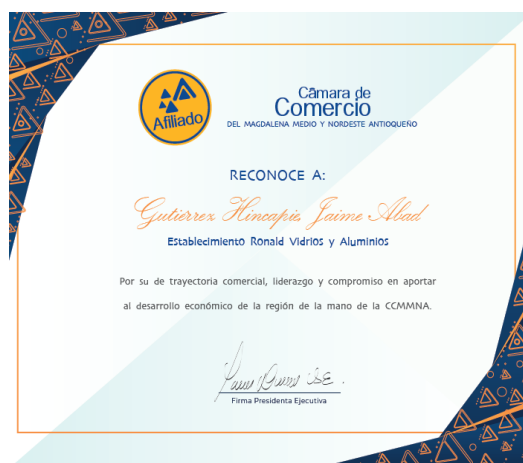 Afiliado
Cámara de
Comercio
DEL MAGDALENA MEDIO Y NORDESTE ANTIOQUEÑO
RECONOCE A:
Gutierrez Hincapie Jaime Abad
Establecimiento Ronald Vidrios y Aluminios
Por su de trayectoria comercial, liderazgo y compromiso en aportar
al desarrollo económico de la región de la mano de la CCMMNA.
Firma Presidenta Ejecutiva